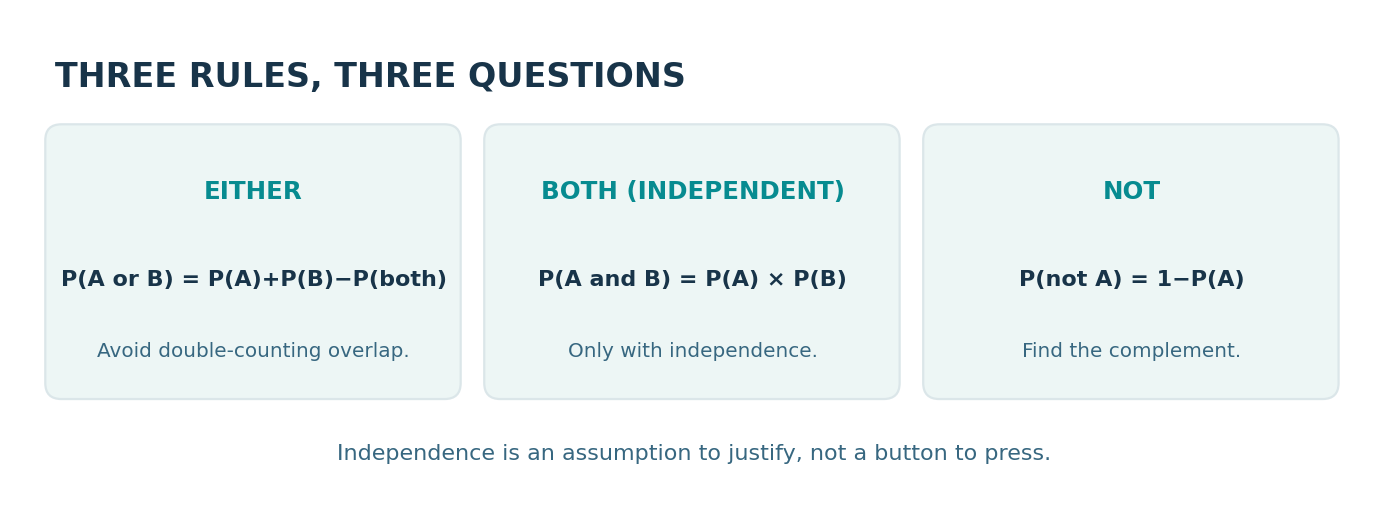 THREE RULES, THREE QUESTIONS
EITHER
P(A or B) = P(A)+P(B)−P(both)
Avoid double-counting overlap.
BOTH (INDEPENDENT)
P(A and B) = P(A) × P(B)
Only with independence.
NOT
P(not A) = 1−P(A)
Find the complement.
Independence is an assumption to justify, not a button to press.